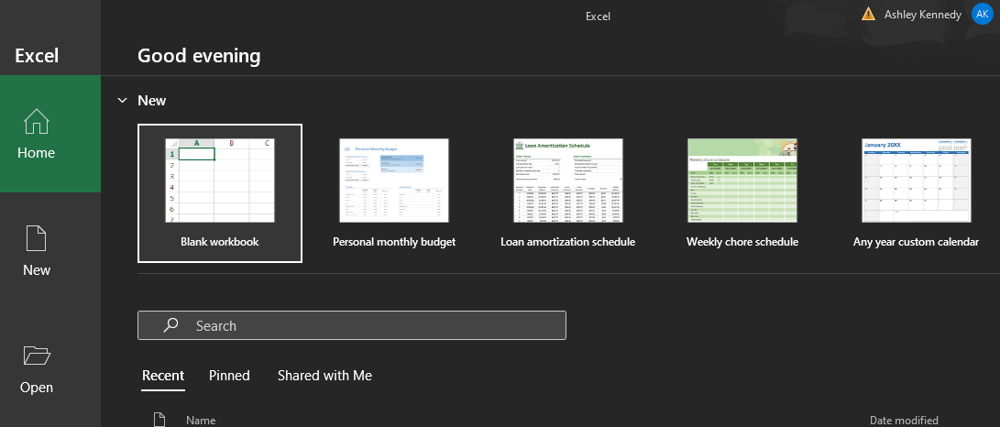 Excel
Ashley Kennedy
AK
Excel
Good evening
New
Home
New
Open
A B C
1
2
3
4
5
6
7
Blank workbook
Personal Monthly Budget
Personal monthly budget
Loan Amortization Schedule
Loan amortization schedule
Weekly chore schedule
Weekly chore schedule
January 20XX
Any year custom calendar
Search
Recent
Pinned
Shared with Me
Name
Date modified